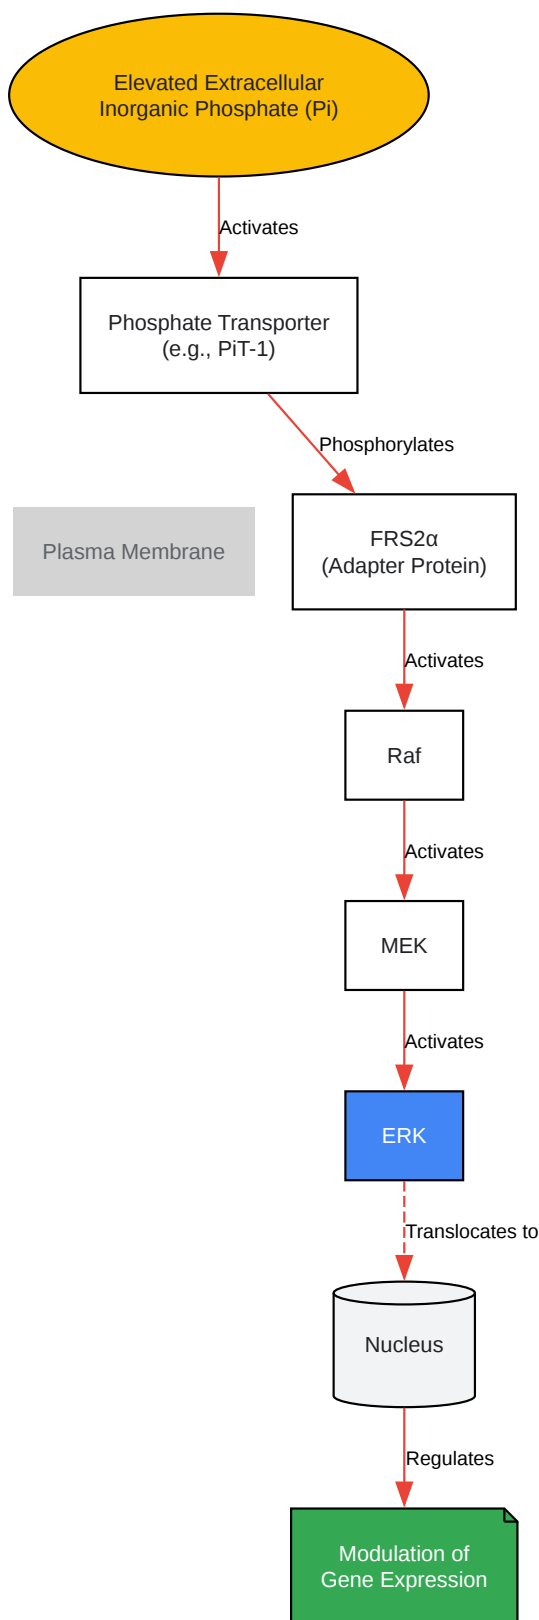 Elevated Extracellular
Inorganic Phosphate (Pi)
Activates
Phosphate Transporter
(e.g., PiT-1)
Phosphorylates
Plasma Membrane
FRS2α
(Adapter Protein)
Activates
Raf
Activates
MEK
Activates
ERK
Translocates to
Nucleus
Regulates
Modulation of
Gene Expression